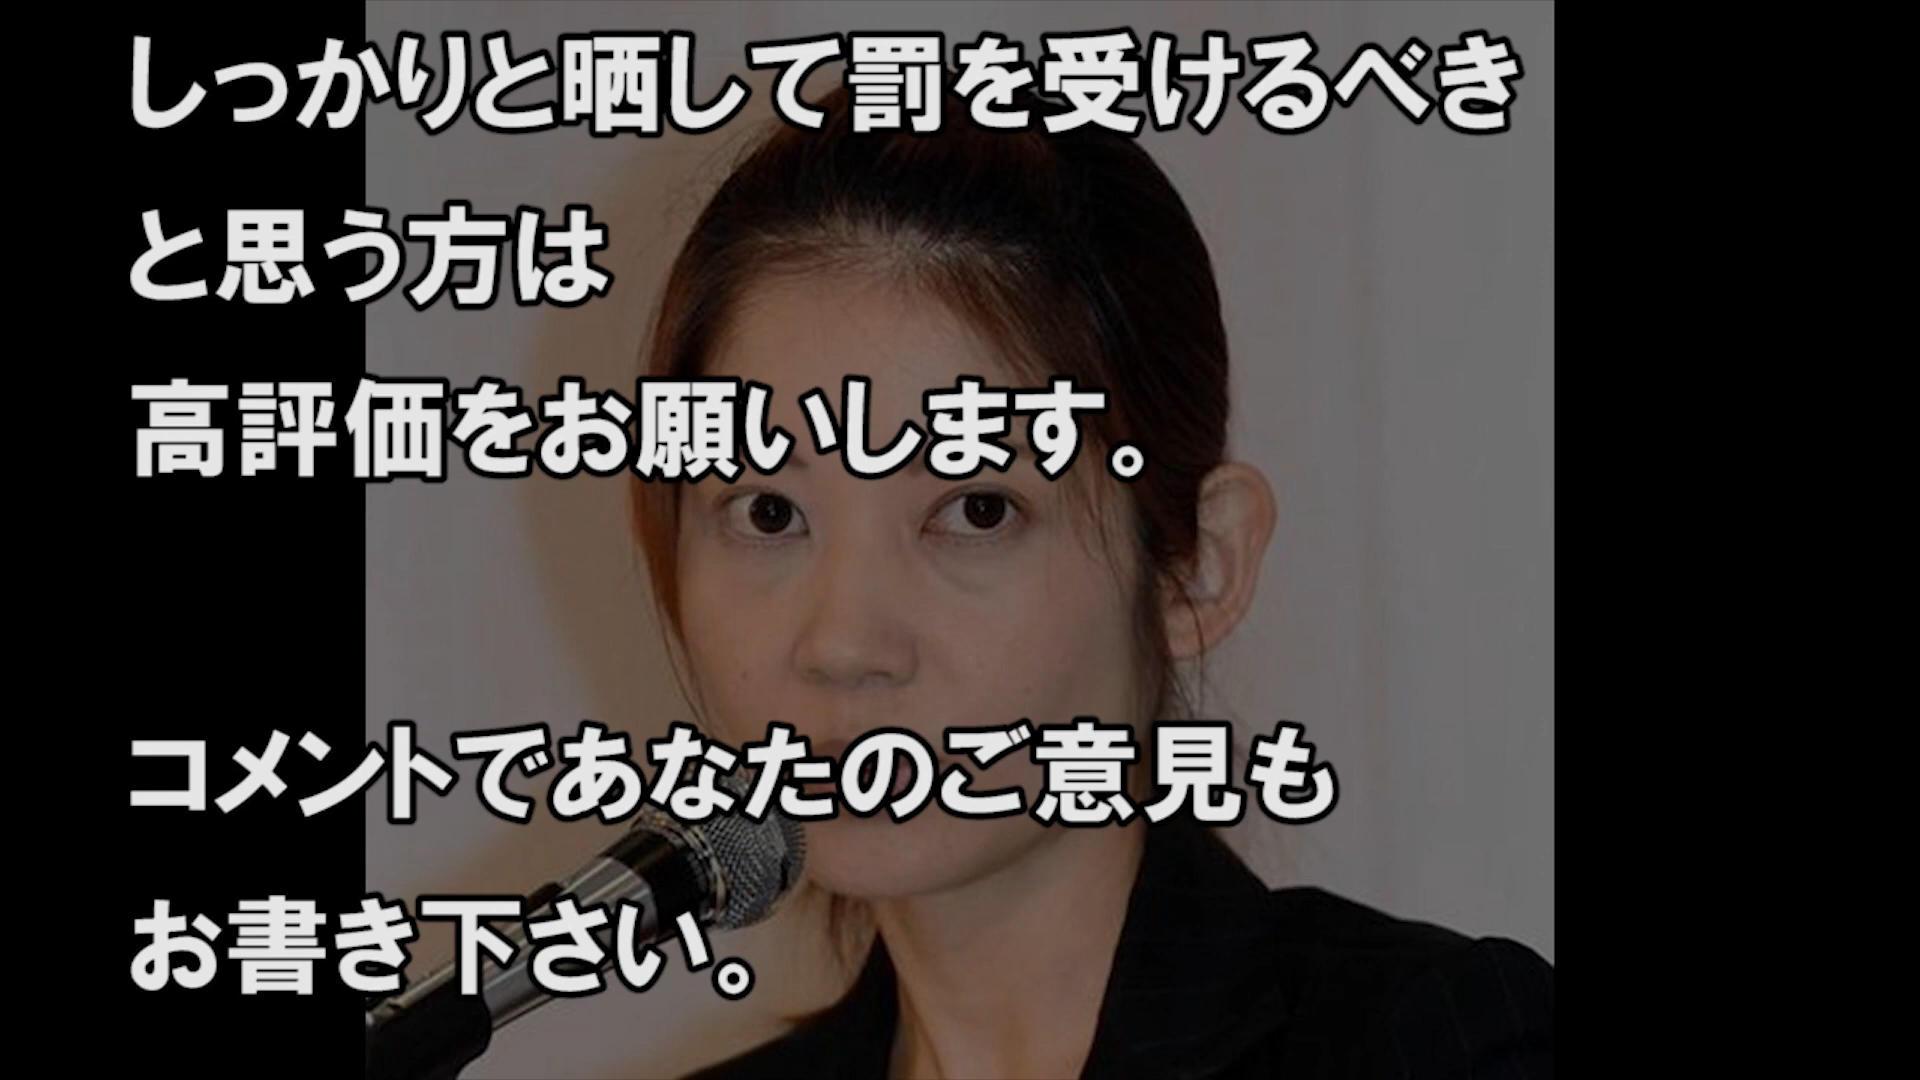 しっかりと晒して罰を受けるべき
と思う方は
高評価をお願いします。
コメントであなたのご意見も
お書き下さい。